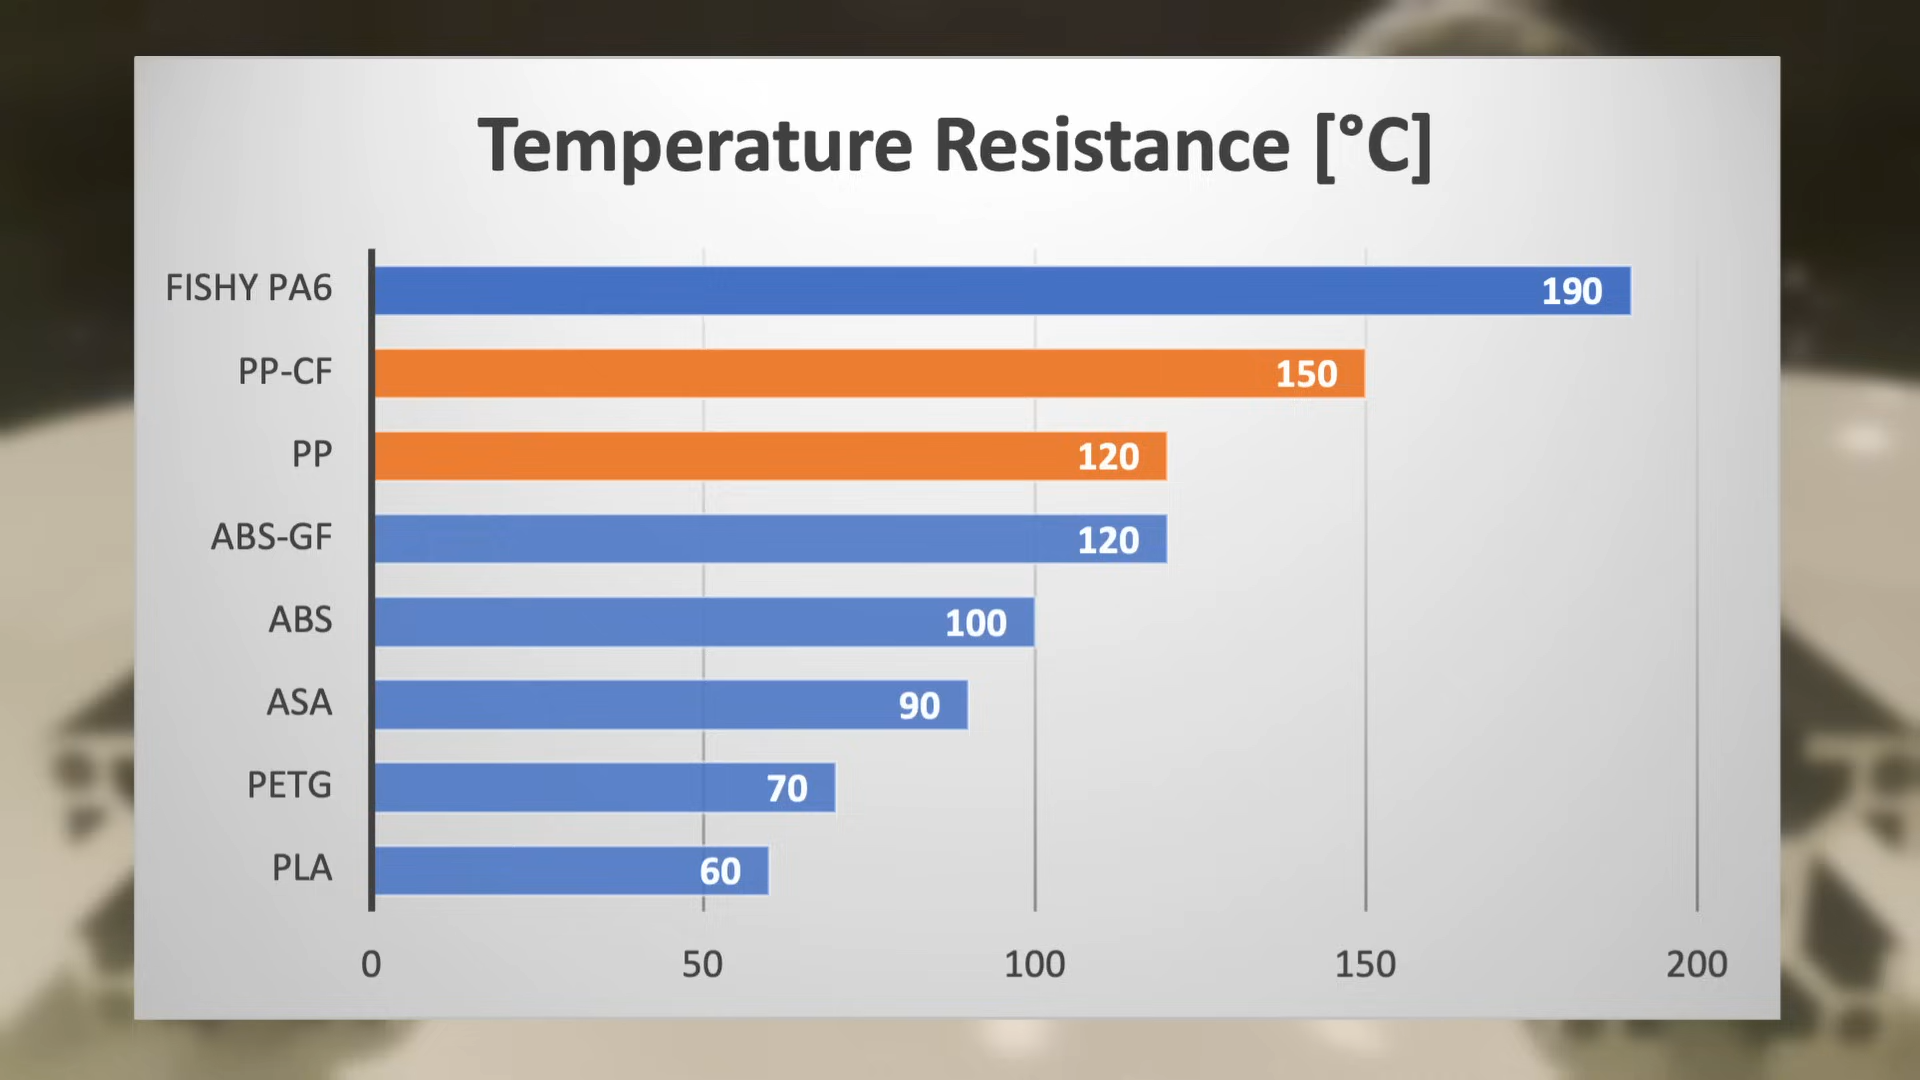 Temperature Resistance [°C]
FISHY PA6 190
PP-CF 150
PP 120
ABS-GF 120
ABS 100
ASA 90
PETG 70
PLA 60
0 50 100 150 200